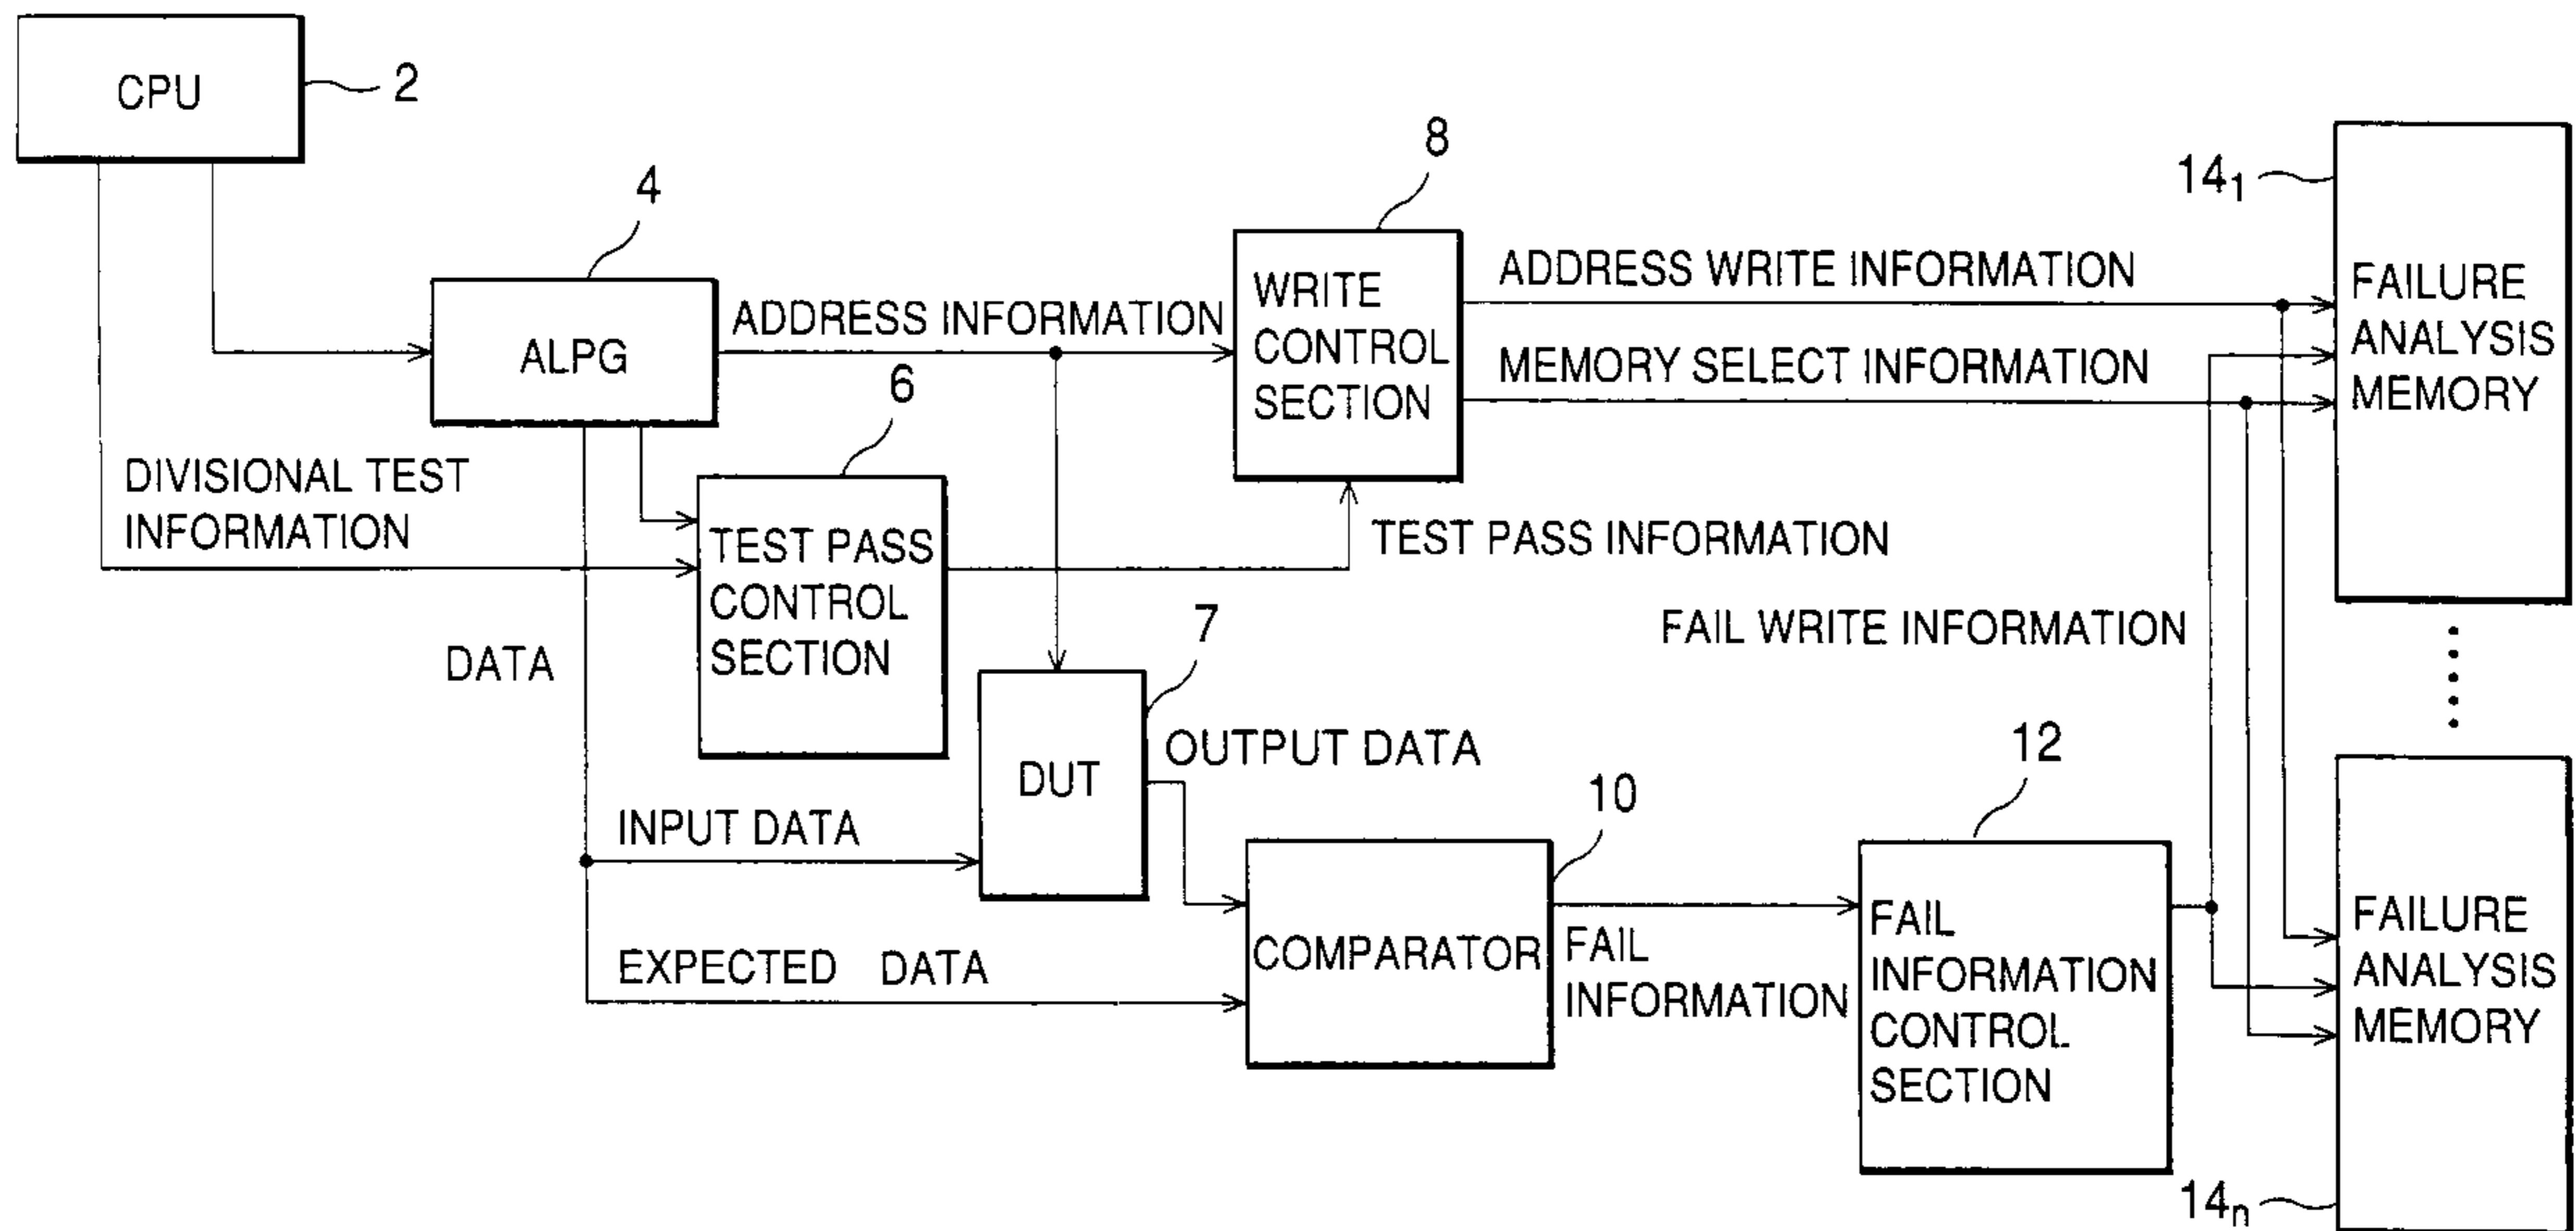 CPU
2
4
ALPG
ADDRESS INFORMATION
6
DIVISIONAL TEST
INFORMATION
TEST PASS
CONTROL
SECTION
DATA
8
WRITE
CONTROL
SECTION
ADDRESS WRITE INFORMATION
MEMORY SELECT INFORMATION
TEST PASS INFORMATION
14₁
FAILURE
ANALYSIS
MEMORY
FAIL WRITE INFORMATION
7
DUT
OUTPUT DATA
INPUT DATA
EXPECTED DATA
10
COMPARATOR
FAIL
INFORMATION
12
FAIL
INFORMATION
CONTROL
SECTION
FAILURE
ANALYSIS
MEMORY
14ₙ